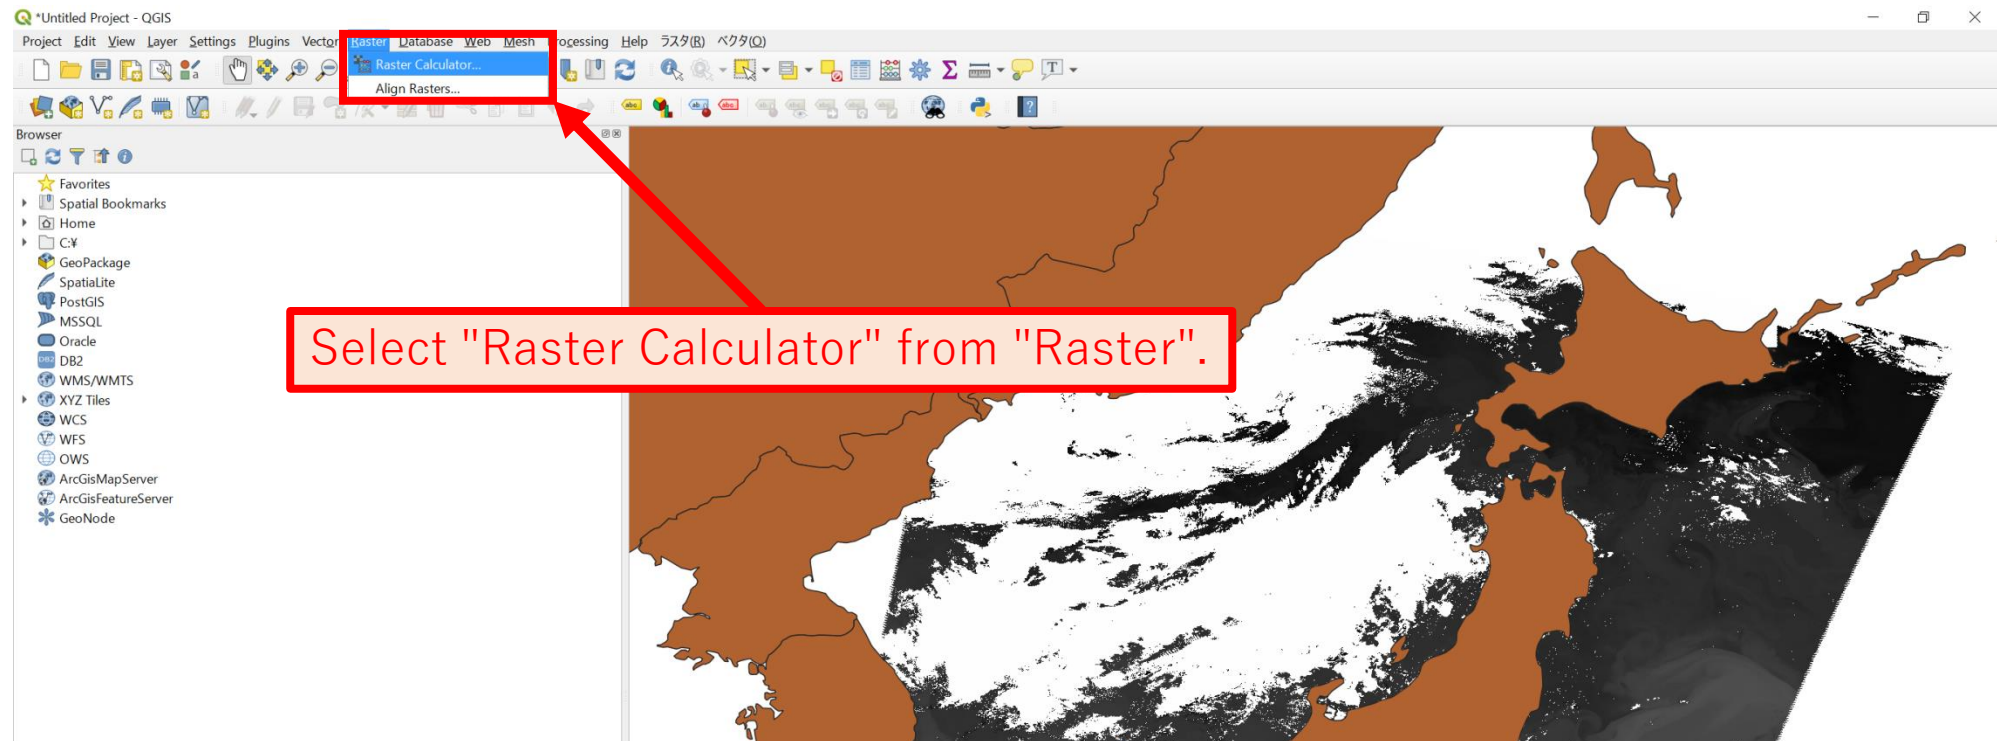 *Untitled Project - QGIS
Project Edit View Layer Settings Plugins Vector Raster Database Web Mesh Processing Help ラスタ(R) ベクタ(O)
Raster Calculator...
Align Rasters...
Browser
Favorites
Spatial Bookmarks
Home
C:¥
GeoPackage
SpatiaLite
PostGIS
MSSQL
Oracle
DB2
WMS/WMTS
XYZ Tiles
WCS
WFS
OWS
ArcGisMapServer
ArcGisFeatureServer
GeoNode
Select "Raster Calculator" from "Raster".